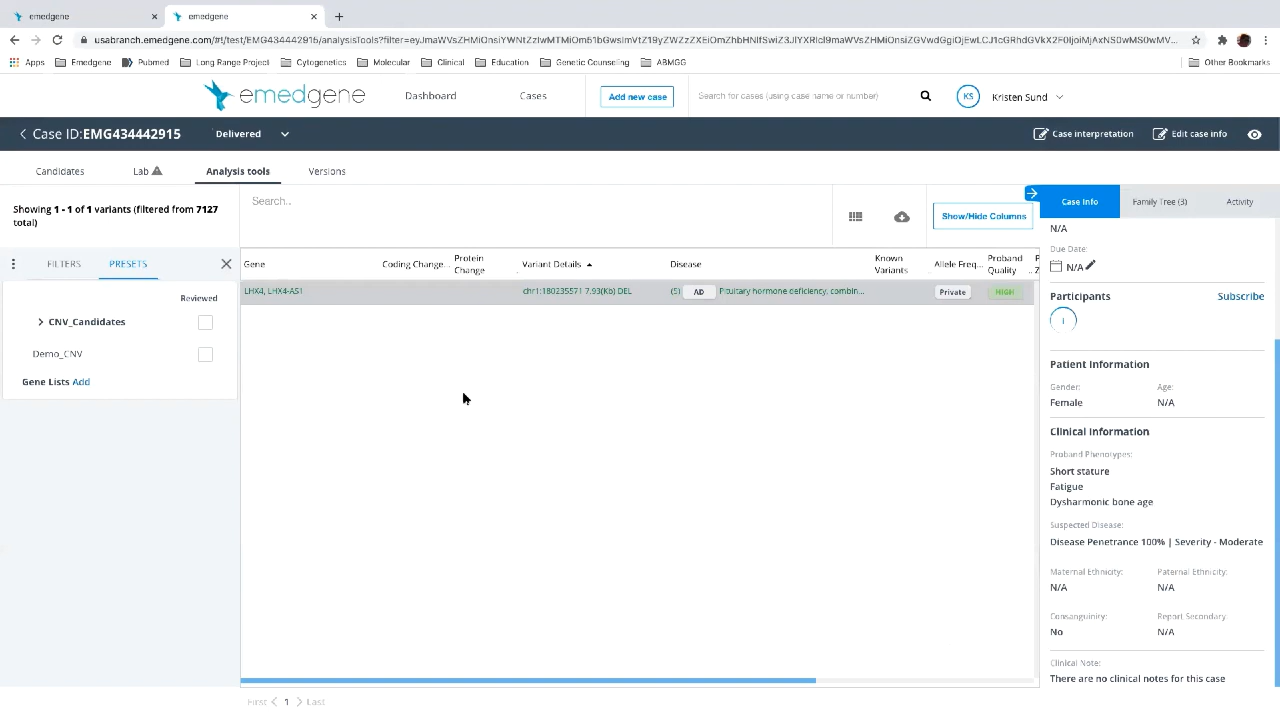 emedgene
emedgene
usabranch.emedgene.com/#!/test/EMG434442915/analysisTools?filter=
Apps Emedgene Pubmed Long Range Project Cytogenetics Molecular Clinical Education Genetic Counseling ABMGG Other Bookmarks
emedgene Dashboard Cases Add new case Search for cases (using case name or number) KS Kristen Sund
Case ID:EMG434442915 Delivered Case interpretation Edit case info
Candidates Lab Analysis tools Versions
Showing 1 - 1 of 1 variants (filtered from 7127
total)
Search..
Show/Hide Columns
FILTERS PRESETS
Reviewed
CNV_Candidates
Demo_CNV
Gene Lists Add
Gene Coding Change... Protein Change Variant Details Disease Known Variants Allele Freq... Proband Quality
LHX4, LHX4-AS1 chr1:180235571 7.93(Kb) DEL (5) AD Pituitary hormone deficiency, combin... Private HIGH
First 1 Last
Case Info Family Tree (3) Activity
N/A
Due Date:
N/A
Participants Subscribe
Patient Information
Gender: Age:
Female N/A
Clinical Information
Proband Phenotypes:
Short stature
Fatigue
Dysharmonic bone age
Suspected Disease:
Disease Penetrance 100% | Severity - Moderate
Maternal Ethnicity: Paternal Ethnicity:
N/A N/A
Consanguinity: Report Secondary:
No N/A
Clinical Note:
There are no clinical notes for this case